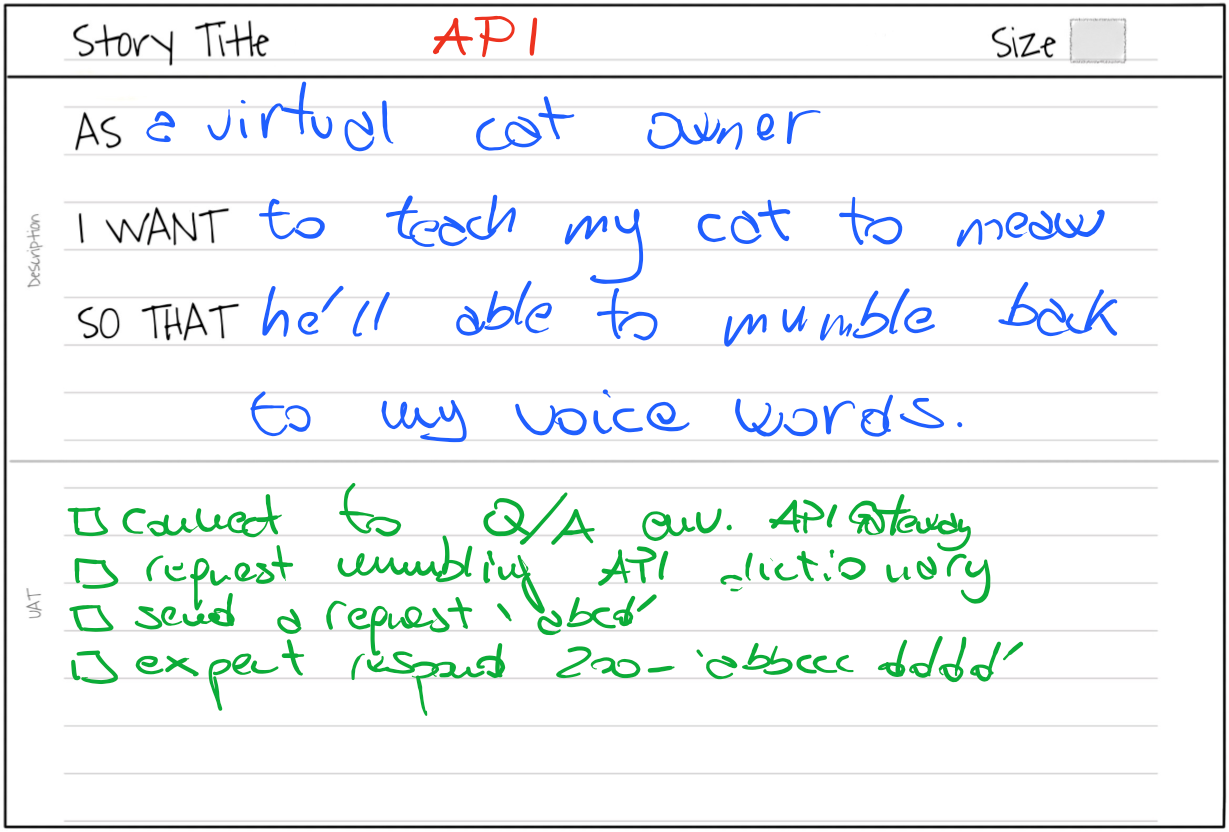 Story Title API Size
AS a virtual cat owner
Description
I WANT to teach my cat to meaw
SO THAT he'll able to mumble back
to my voice words.
UAT
connect to Q/A env. API Gateway
request mumbling API dictionary
send a request 'abcd'
expect respond 200- 'abbccc dddd'